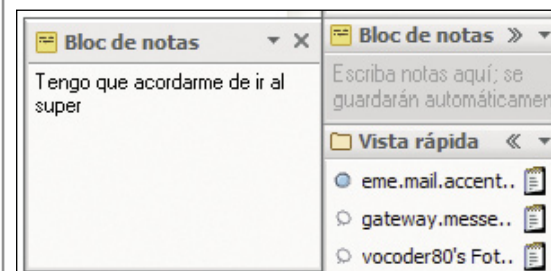 Bloc de notas
Tengo que acordarme de ir al
super
Bloc de notas
Escriba notas aquí; se
guardarán automáticamen
Vista rápida
eme.mail.accent..
gateway.messe..
vocoder80's Fot..